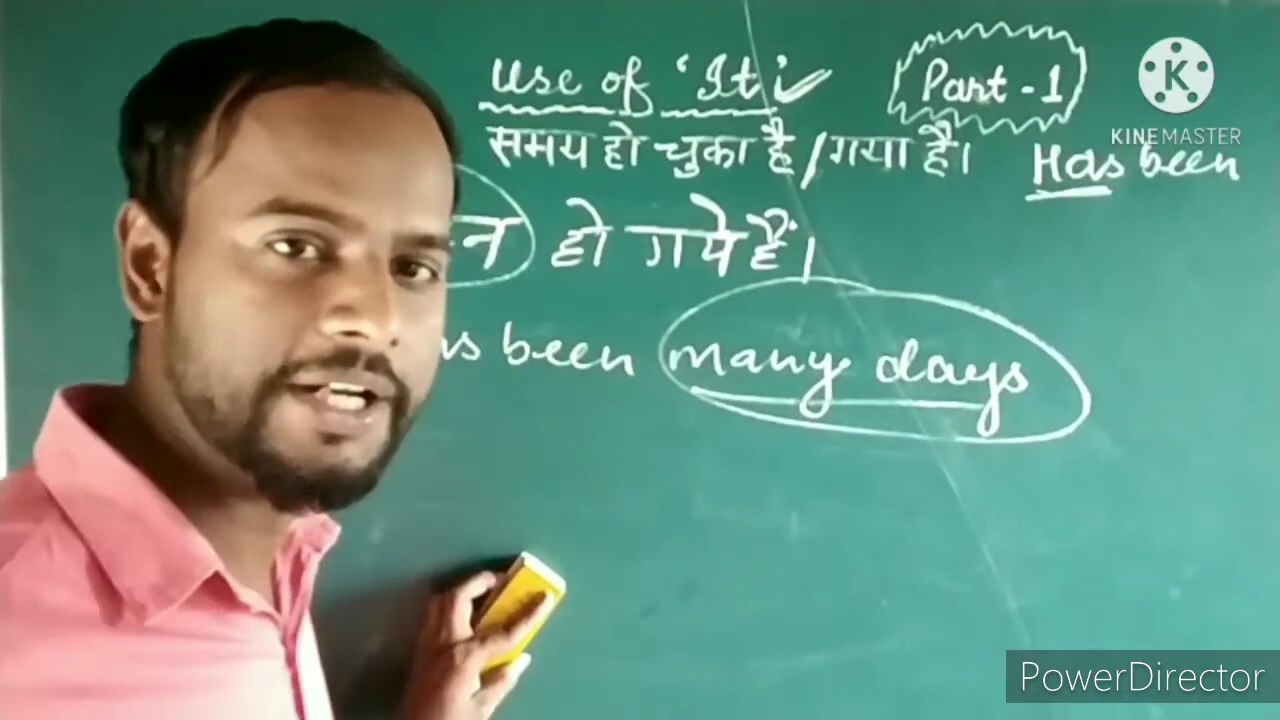 Use of 'It' Part - 1
KINEMASTER
समय हो चुका है / गया है। Has been
हो गये हैं।
been many days
PowerDirector